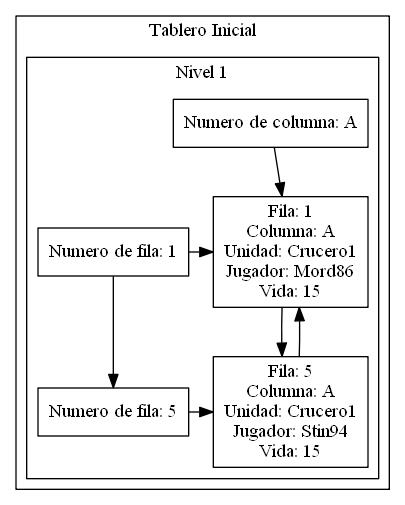 Tablero Inicial
Nivel 1
Numero de columna: A
Numero de fila: 1
Fila: 1
Columna: A
Unidad: Crucero1
Jugador: Mord86
Vida: 15
Numero de fila: 5
Fila: 5
Columna: A
Unidad: Crucero1
Jugador: Stin94
Vida: 15